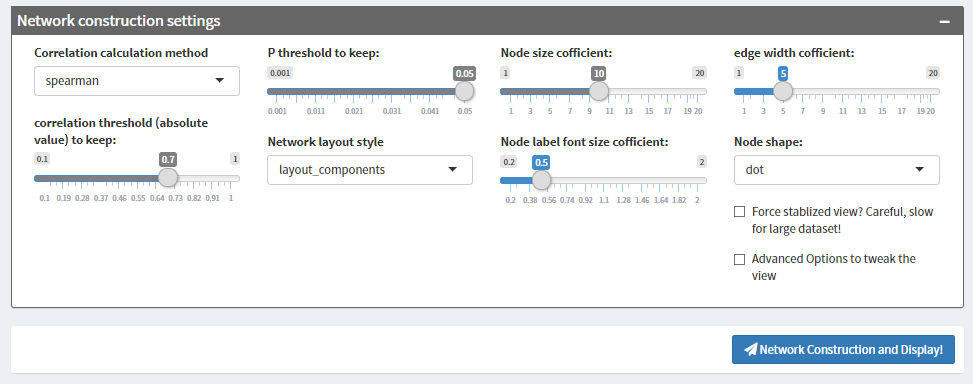 Network construction settings
Correlation calculation method
spearman
correlation threshold (absolute
value) to keep:
0.1 0.7 1
0.1 0.19 0.28 0.37 0.46 0.55 0.64 0.73 0.82 0.91 1
P threshold to keep:
0.001 0.05
0.001 0.011 0.021 0.031 0.041 0.05
Network layout style
layout_components
Node size cofficient:
1 10 20
1 3 5 7 9 11 13 15 17 19 20
Node label font size cofficient:
0.2 0.5 2
0.2 0.38 0.56 0.74 0.92 1.1 1.28 1.46 1.64 1.82 2
edge width cofficient:
1 5 20
1 3 5 7 9 11 13 15 17 19 20
Node shape:
dot
Force stablized view? Careful, slow
for large dataset!
Advanced Options to tweak the
view
Network Construction and Display!